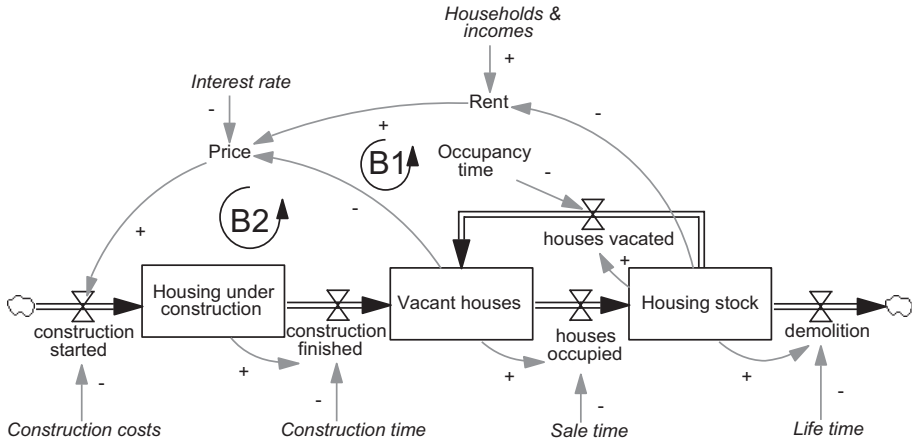 Households &
incomes
+
Interest rate
-
Rent
-
+
Price
B1
Occupancy
time
-
B2
-
+
houses vacated
+
Housing under
construction
Vacant houses
Housing stock
construction
started
construction
finished
houses
occupied
demolition
+
+
+
-
-
-
-
Construction costs
Construction time
Sale time
Life time